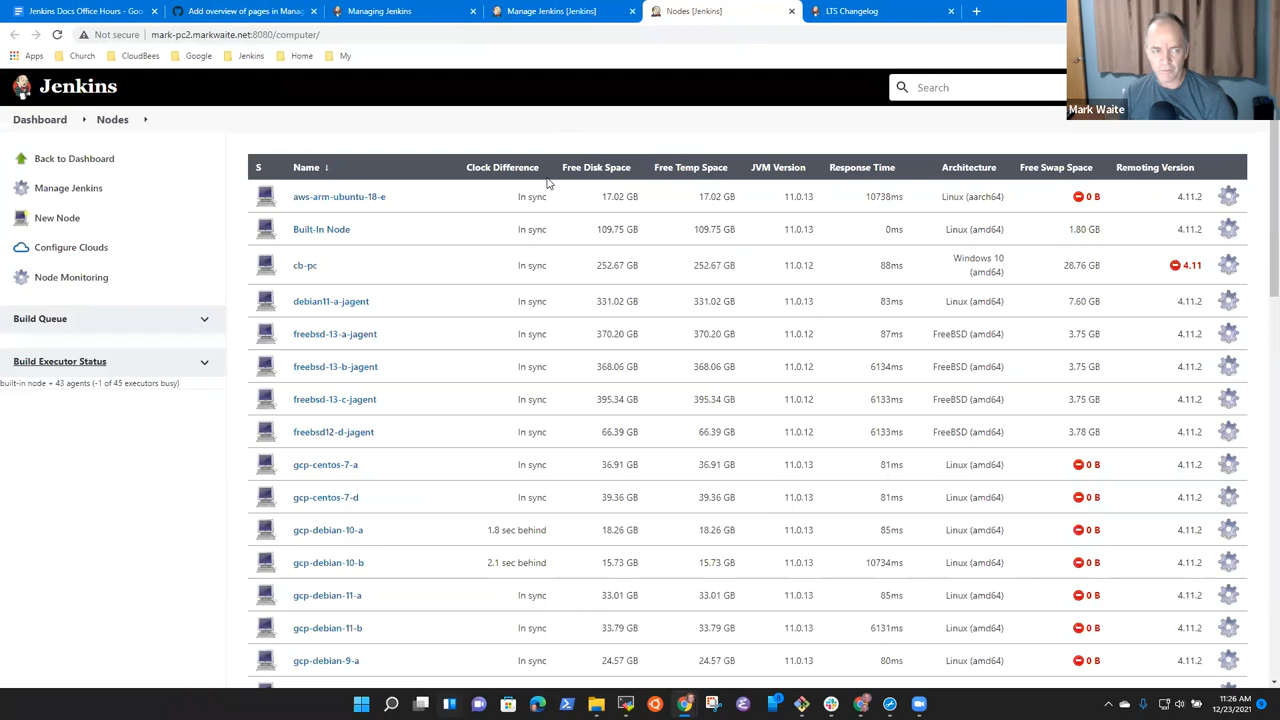 Jenkins Docs Office Hours - Goo
Add overview of pages in Manag
Managing Jenkins
Manage Jenkins [Jenkins]
Nodes [Jenkins]
LTS Changelog
Not secure mark-pc2.markwaite.net:8080/computer/
Apps Church CloudBees Google Jenkins Home My
Mark Waite
Jenkins
Search
Dashboard Nodes
Back to Dashboard
Manage Jenkins
New Node
Configure Clouds
Node Monitoring
Build Queue
Build Executor Status
built-in node + 43 agents (-1 of 45 executors busy)
S Name ↓ Clock Difference Free Disk Space Free Temp Space JVM Version Response Time Architecture Free Swap Space Remoting Version
aws-arm-ubuntu-18-e In sync 17.02 GB 17.02 GB 11.0.13 10738ms Linux (aarch64) 0 B 4.11.2
Built-In Node In sync 109.75 GB 109.75 GB 11.0.13 0ms Linux (amd64) 1.80 GB 4.11.2
cb-pc In sync 252.67 GB 252.67 GB 11.0.12 88ms Windows 10 (amd64) 28.76 GB 4.11
debian11-a-jagent In sync GB GB 11.0.13 83ms Linux (amd64) 7.60 GB 4.11.2
freebsd-13-a-jagent In sync 370.20 GB 370.20 GB 11.0.12 87ms FreeBSD (amd64) 3.75 GB 4.11.2
freebsd-13-b-jagent In sync 368.06 GB 368.06 GB 11.0.12 6134ms FreeBSD (amd64) 3.75 GB 4.11.2
freebsd-13-c-jagent In sync GB GB 11.0.12 6133ms FreeBSD (amd64) 3.75 GB 4.11.2
freebsd12-d-jagent In sync 66.39 GB 66.39 GB 11.0.12 6133ms FreeBSD (amd64) 3.78 GB 4.11.2
gcp-centos-7-a In sync GB GB 11.0.13 81ms Linux (amd64) 0 B 4.11.2
gcp-centos-7-d In sync 39.36 GB 39.36 GB 11.0.13 81ms Linux (amd64) 0 B 4.11.2
gcp-debian-10-a 1.8 sec behind 18.26 GB 18.26 GB 11.0.13 85ms Linux (amd64) 0 B 4.11.2
gcp-debian-10-b 2.1 sec behind 15.73 GB 15.73 GB 11.0.13 10734ms Linux (amd64) 0 B 4.11.2
gcp-debian-11-a In sync 33.01 GB 33.01 GB 11.0.13 85ms Linux (amd64) 0 B 4.11.2
gcp-debian-11-b In sync 33.79 GB 33.79 GB 11.0.13 6131ms Linux (amd64) 0 B 4.11.2
gcp-debian-9-a In sync GB GB 11.0.13 80ms Linux (amd64) 0 B 4.11.2
11:26 AM
12/23/2021